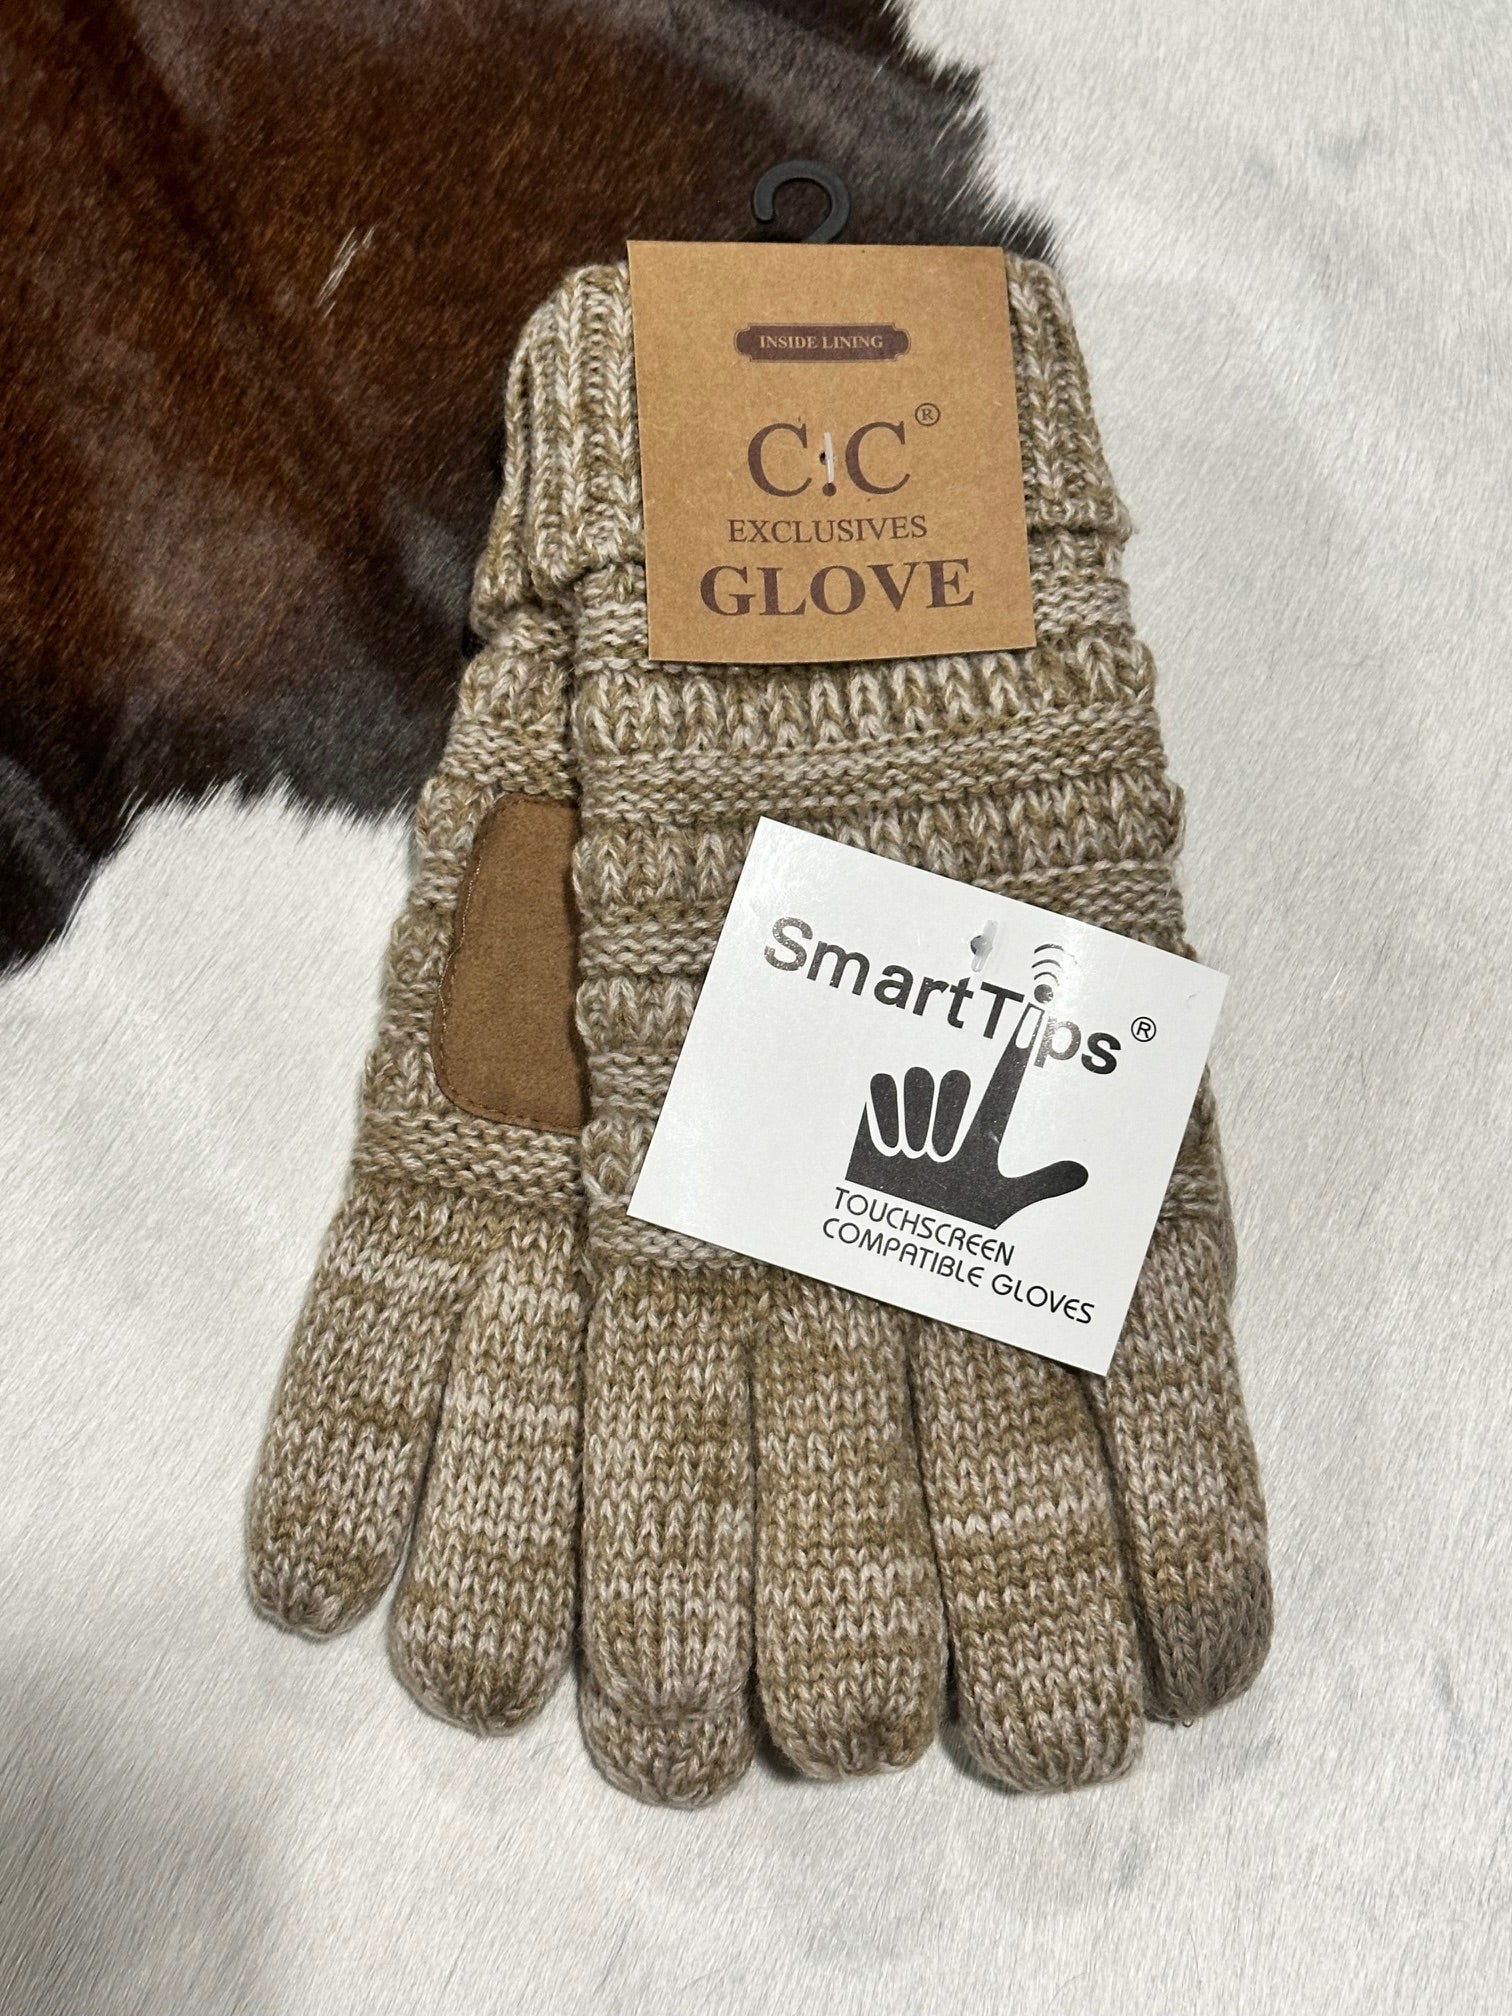 INSIDE LINING
C.C®
EXCLUSIVES
GLOVE
SmartTips®
TOUCHSCREEN
COMPATIBLE GLOVES